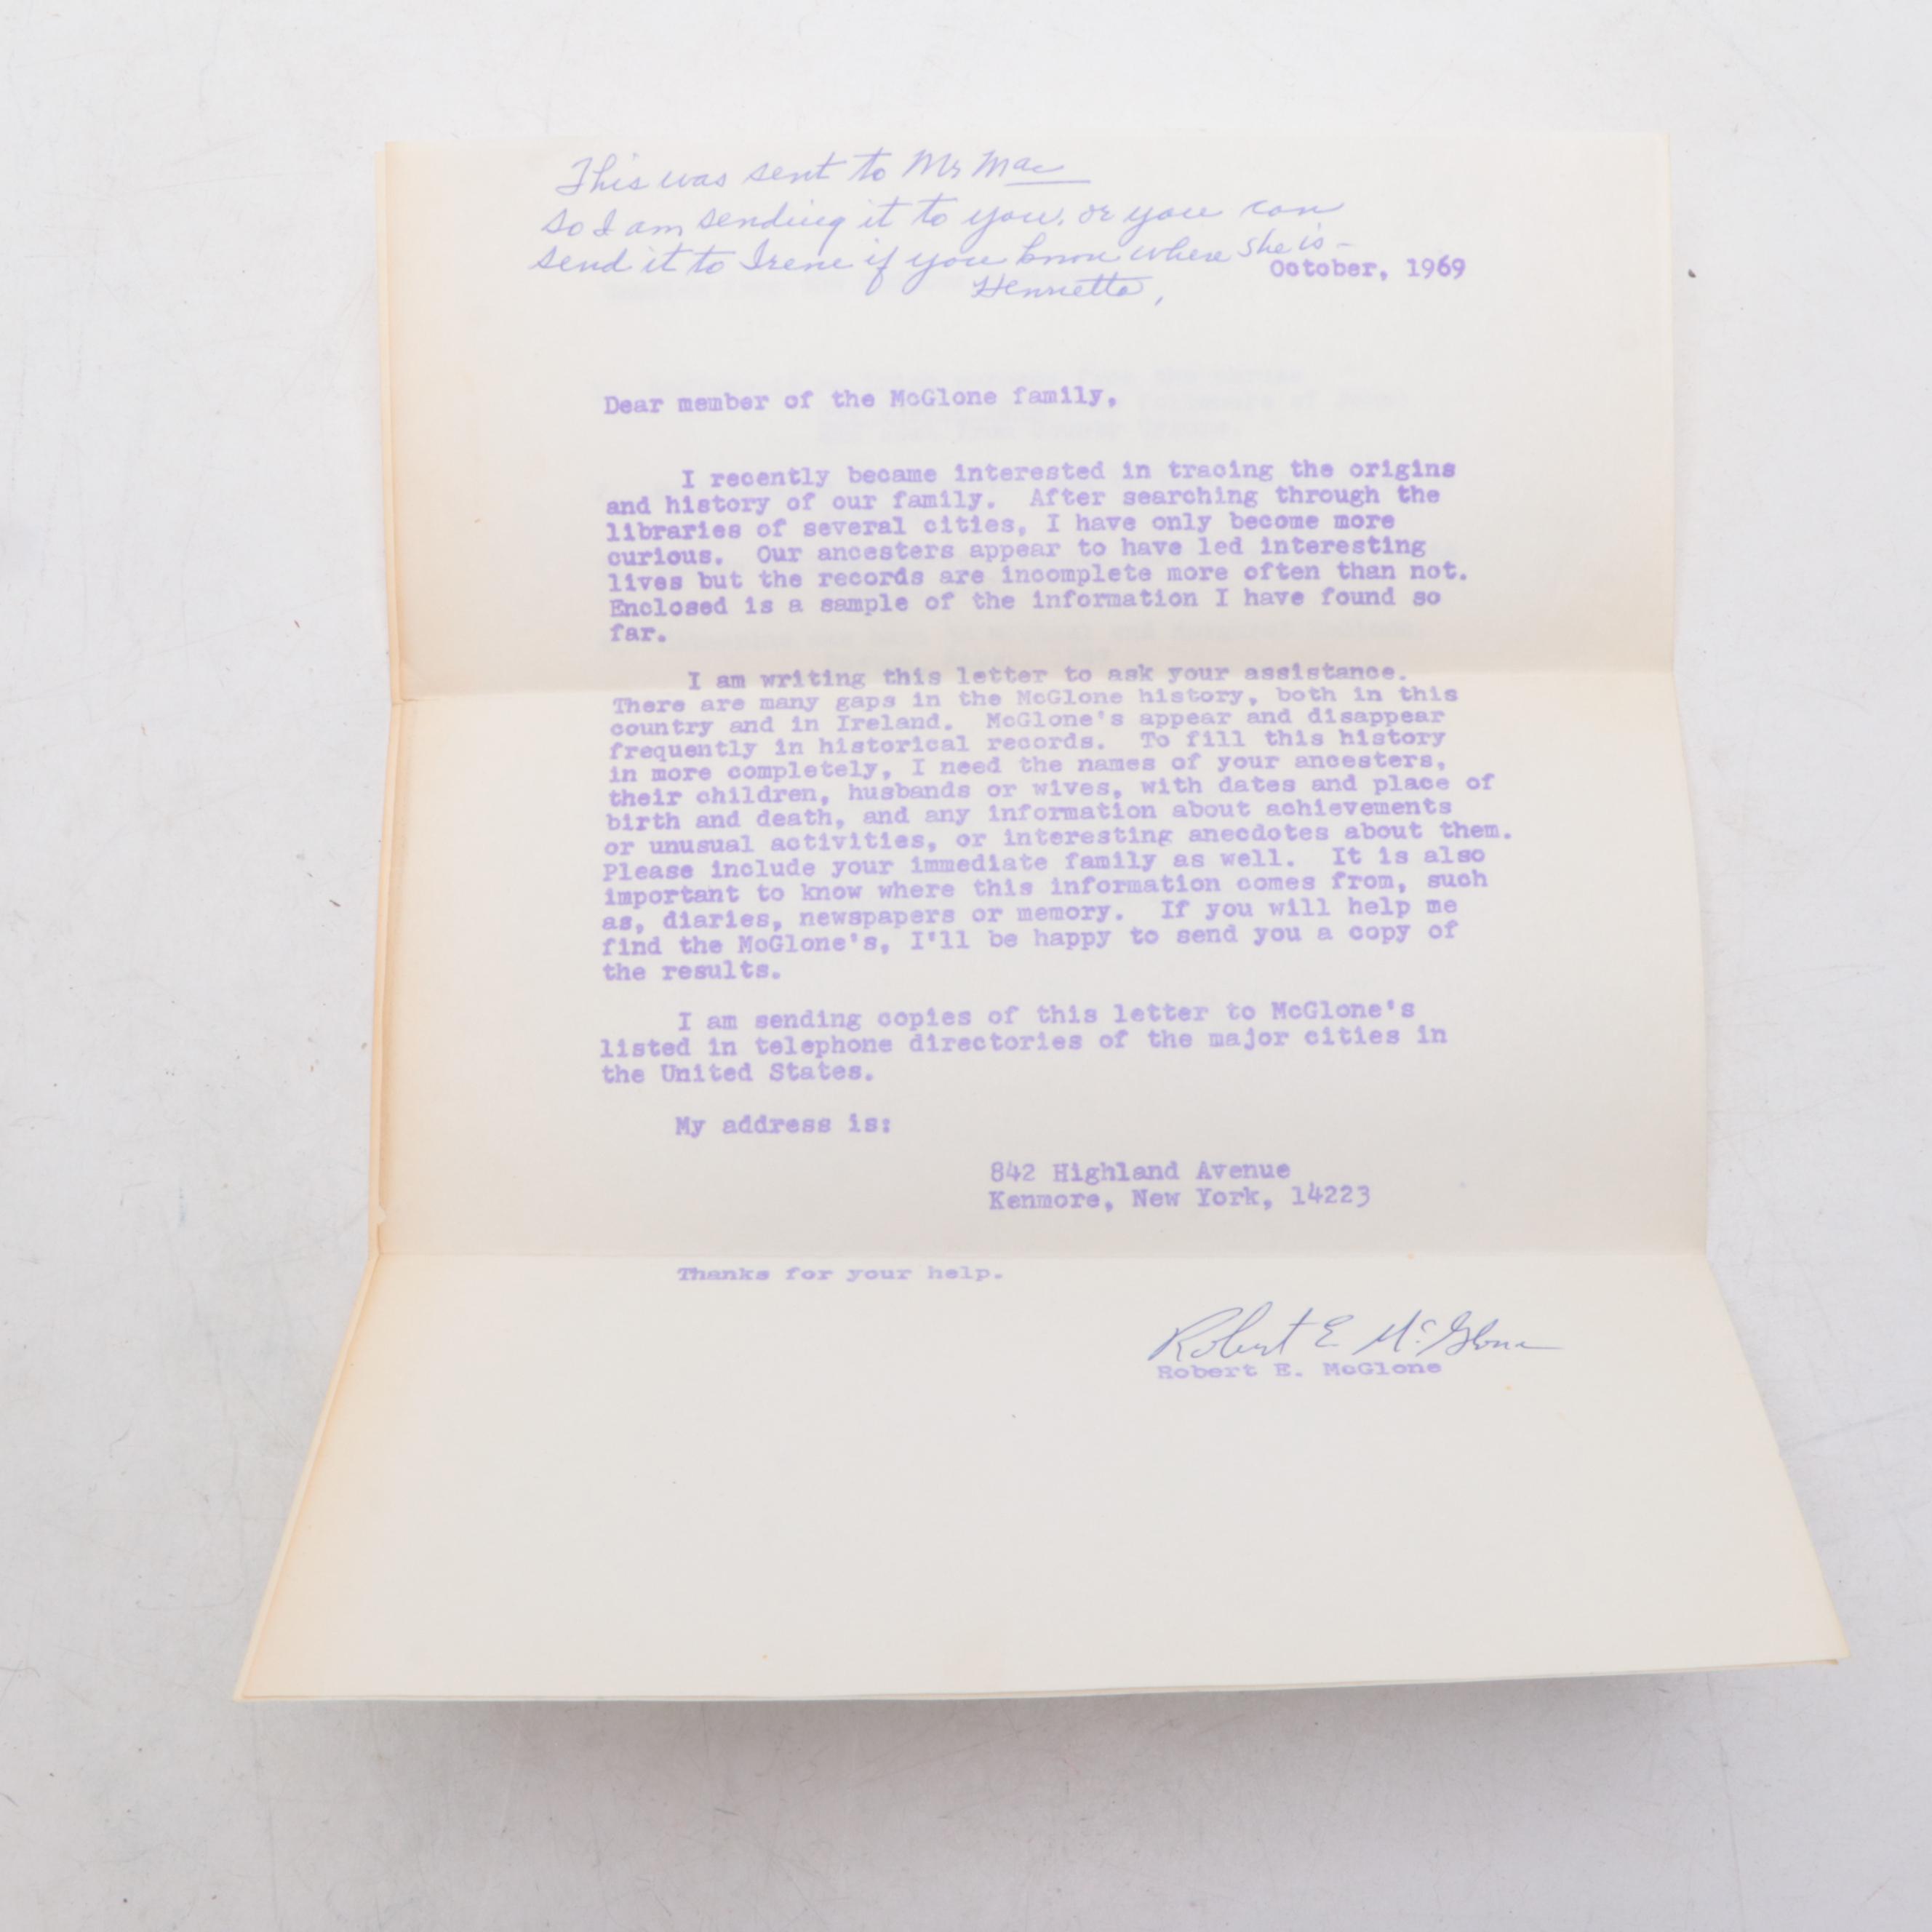 This was sent to Mr Mac
so I am sending it to you, or you can
send it to Irene if you know where she is -
Henrietta,
October, 1969
Dear member of the McGlone family,
I recently became interested in tracing the origins
and history of our family. After searching through the
libraries of several cities, I have only become more
curious. Our ancesters appear to have led interesting
lives but the records are incomplete more often than not.
Enclosed is a sample of the information I have found so
far.
I am writing this letter to ask your assistance.
There are many gaps in the McGlone history, both in this
country and in Ireland. McGlone's appear and disappear
frequently in historical records. To fill this history
in more completely, I need the names of your ancesters,
their children, husbands or wives, with dates and place of
birth and death, and any information about achievements
or unusual activities, or interesting anecdotes about them.
Please include your immediate family as well. It is also
important to know where this information comes from, such
as, diaries, newspapers or memory. If you will help me
find the McGlone's, I'll be happy to send you a copy of
the results.
I am sending copies of this letter to McGlone's
listed in telephone directories of the major cities in
the United States.
My address is:
842 Highland Avenue
Kenmore, New York, 14223
Thanks for your help.
Robert E McGlone
Robert E. McGlone